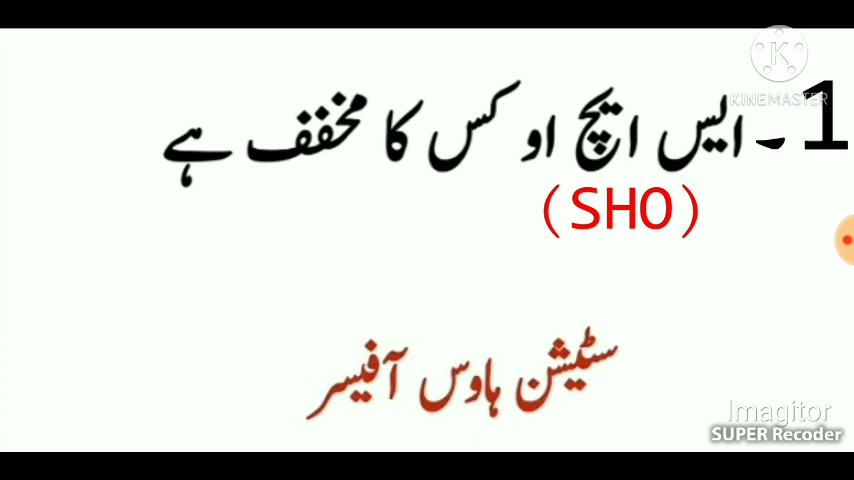 1۔ ایس ایچ او کس کا مخفف ہے
(SHO)
سٹیشن ہاوس آفیسر
KINEMASTER
Imagitor
SUPER Recoder